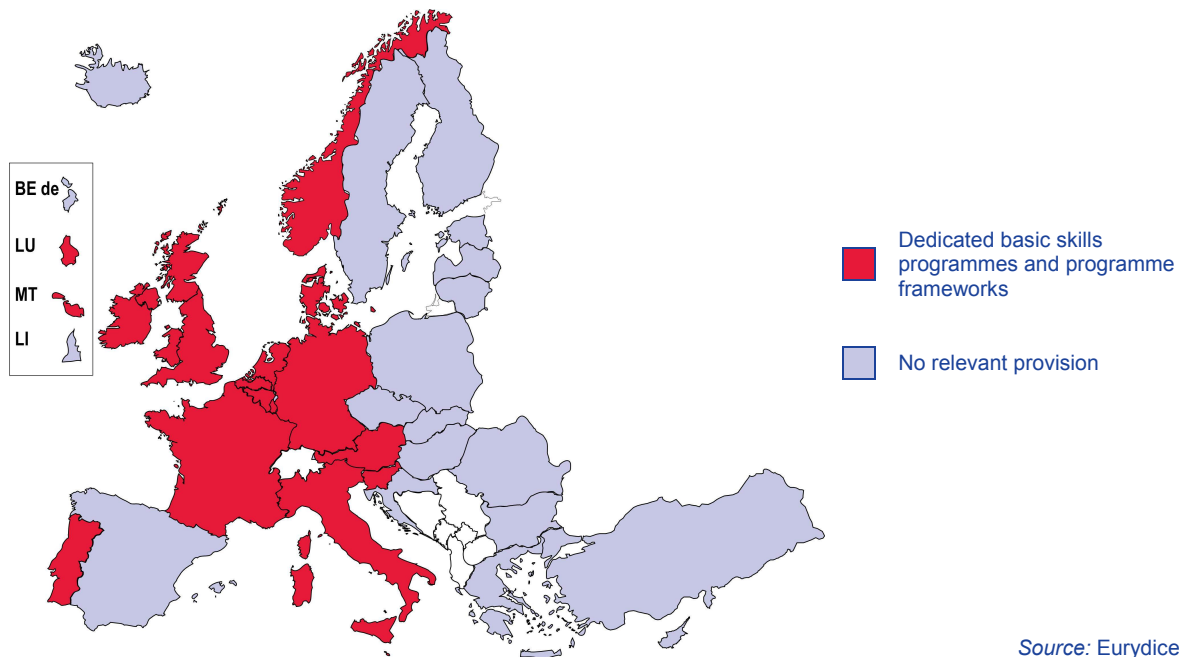 BE de
LU
MT
LI
Dedicated basic skills
programmes and programme
frameworks
No relevant provision
Source: Eurydice